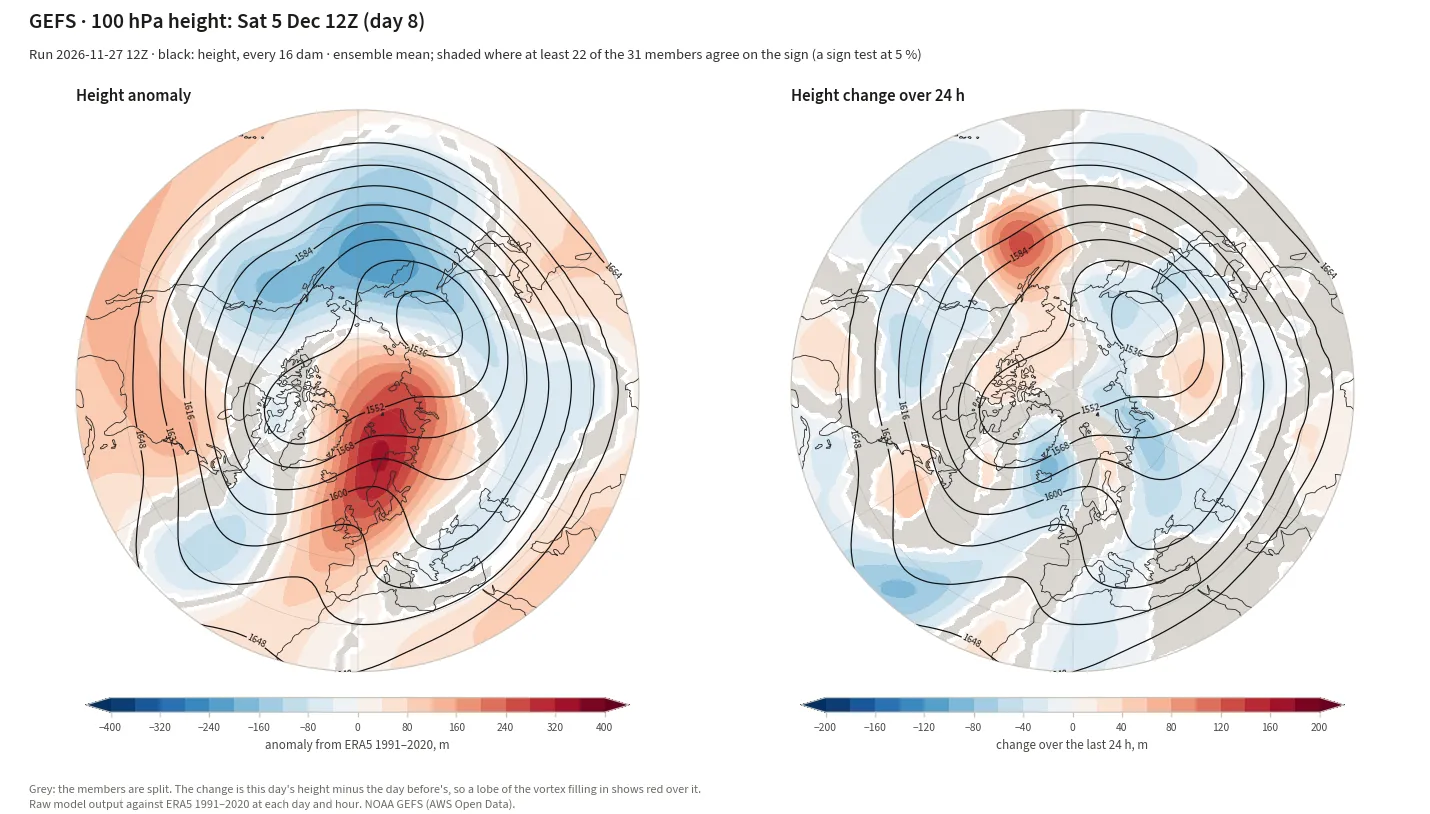 GEFS · 100 hPa height: Sat 5 Dec 12Z (day 8)
Run 2026-11-27 12Z · black: height, every 16 dam · ensemble mean; shaded where at least 22 of the 31 members agree on the sign (a sign test at 5 %)
Height anomaly
Height change over 24 h
1584
1664
1536
1552
1568
1600
1616
1648
1648
1584
1664
1536
1552
1568
1600
1616
1648
1648
−400 −320 −240 −160 −80 0 80 160 240 320 400
anomaly from ERA5 1991–2020, m
−200 −160 −120 −80 −40 0 40 80 120 160 200
change over the last 24 h, m
Grey: the members are split. The change is this day's height minus the day before's, so a lobe of the vortex filling in shows red over it.
Raw model output against ERA5 1991–2020 at each day and hour. NOAA GEFS (AWS Open Data).